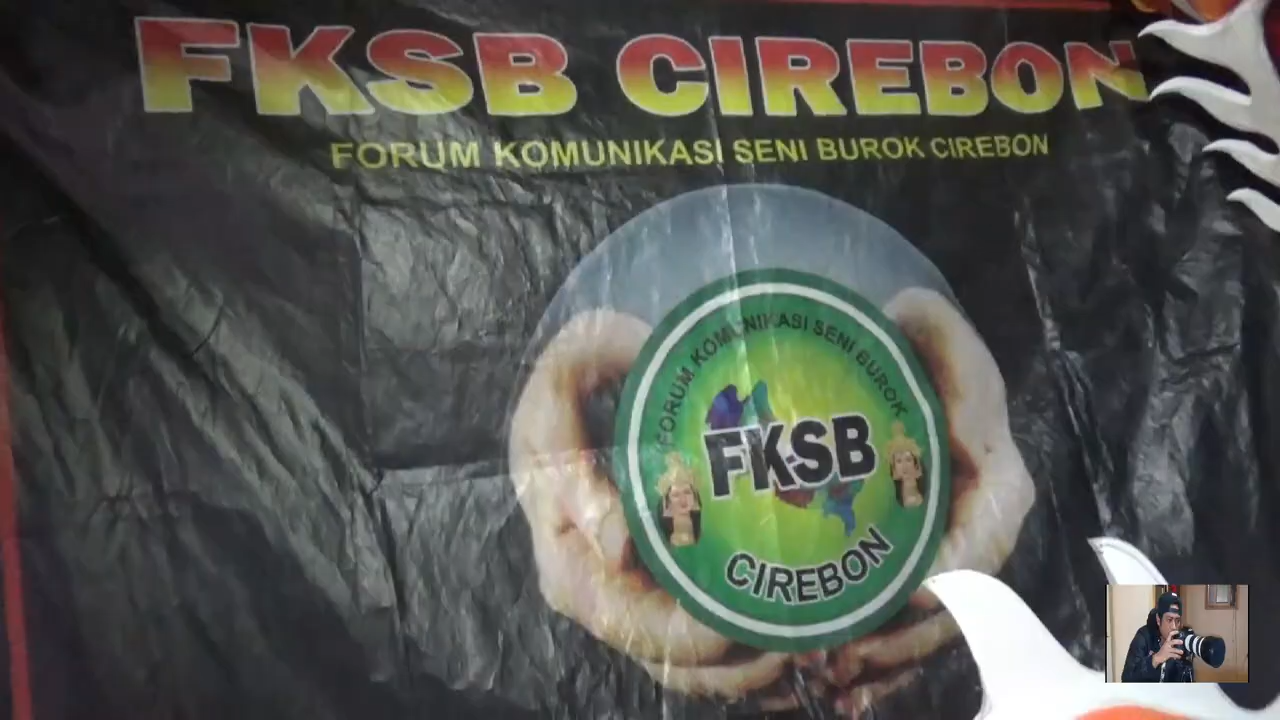 FKSB CIREBON
FORUM KOMUNIKASI SENI BUROK CIREBON
FORUM KOMUNIKASI SENI BUROK
FKSB
CIREBON